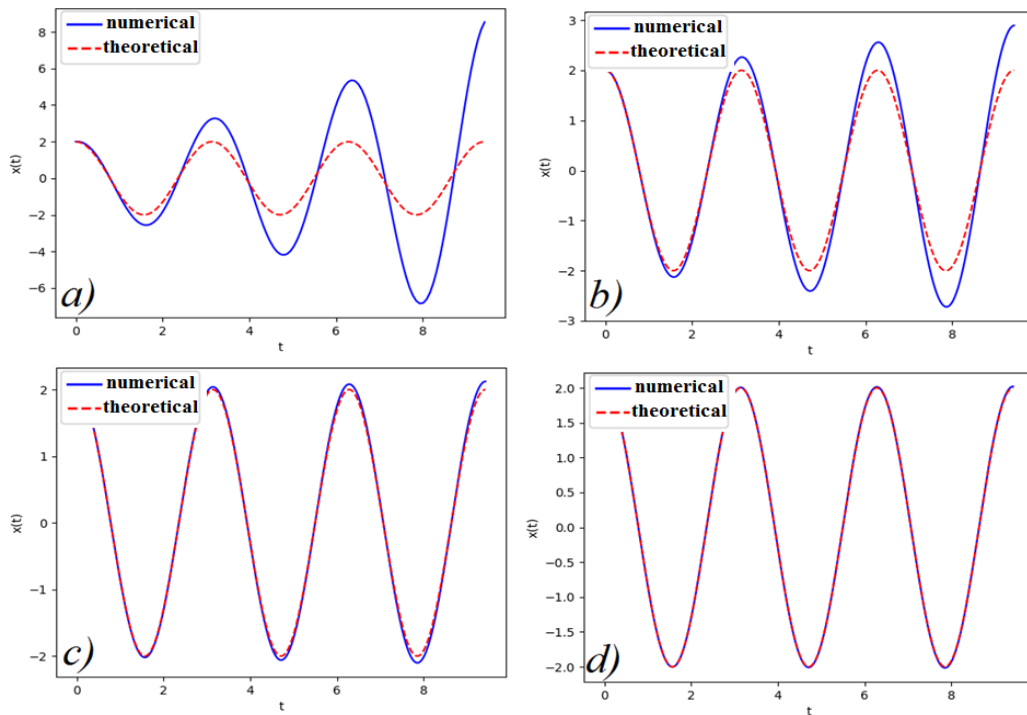 numerical
theoretical
8
6
4
2
0
−2
−4
−6
x(t)
a)
0
2
4
6
8
t
numerical
theoretical
3
2
1
0
−1
−2
−3
x(t)
b)
0
2
4
6
8
t
numerical
theoretical
2
1
0
−1
−2
x(t)
c)
0
2
4
6
8
t
numerical
theoretical
2.0
1.5
1.0
0.5
0.0
−0.5
−1.0
−1.5
−2.0
x(t)
d)
0
2
4
6
8
t